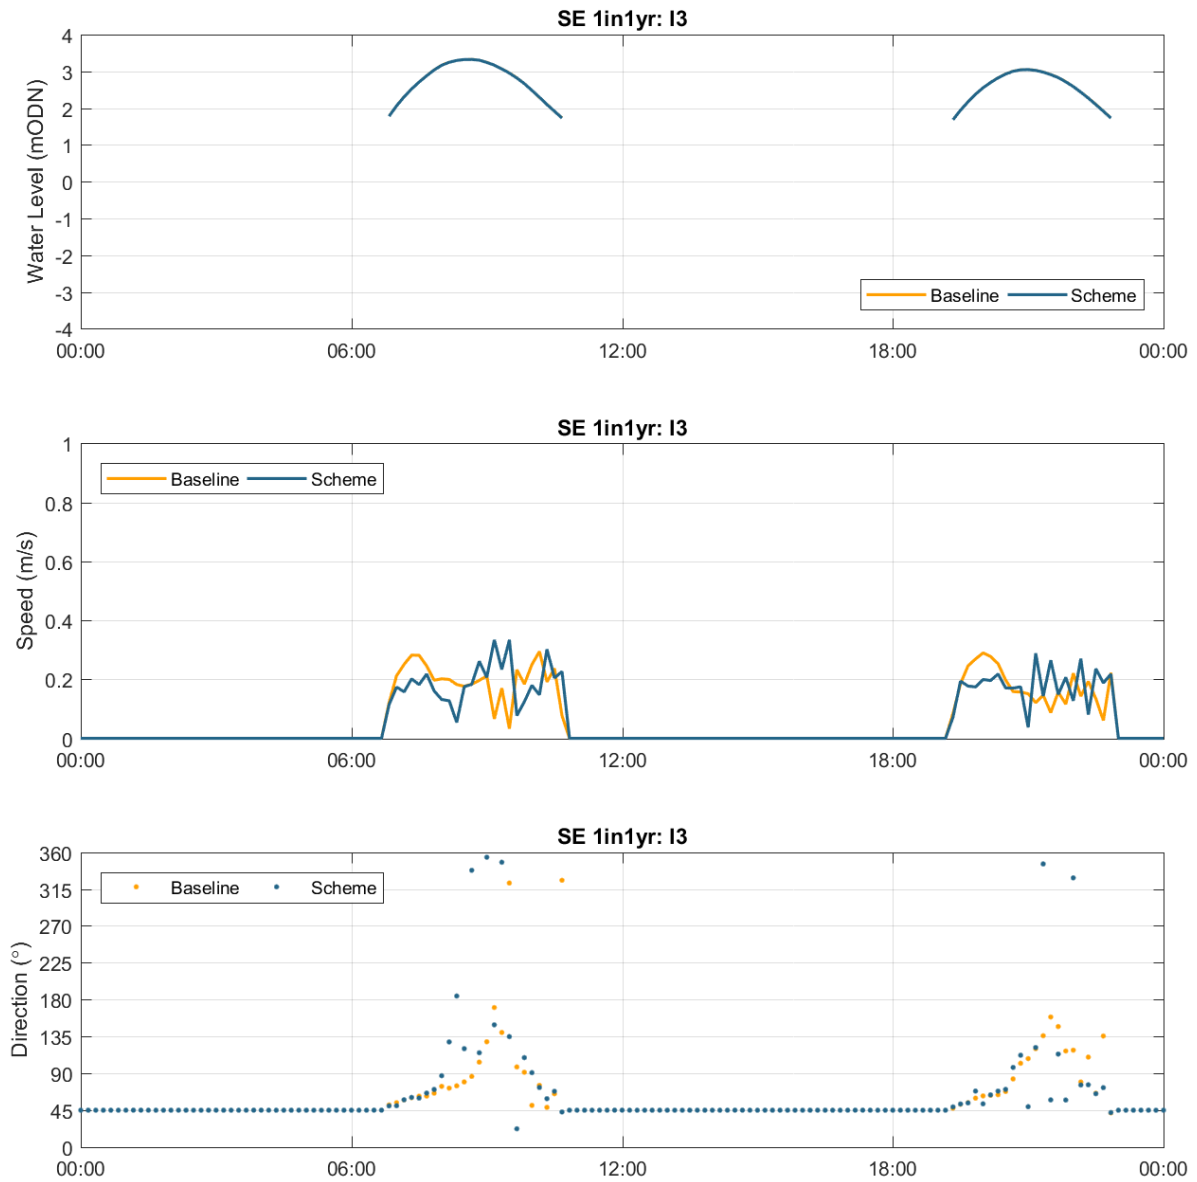 SE 1in1yr: I3
4
3
2
1
0
-1
-2
-3
-4
Water Level (mODN)
Baseline Scheme
00:00 06:00 12:00 18:00 00:00
SE 1in1yr: I3
1
0.8
0.6
0.4
0.2
0
Speed (m/s)
Baseline Scheme
00:00 06:00 12:00 18:00 00:00
SE 1in1yr: I3
360
315
270
225
180
135
90
45
0
Direction (°)
Baseline Scheme
00:00 06:00 12:00 18:00 00:00